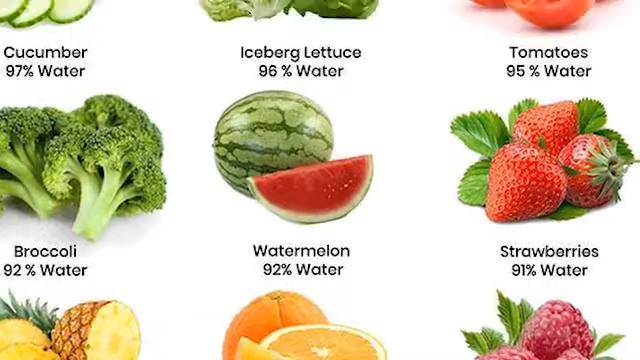 Cucumber
97% Water
Iceberg Lettuce
96 % Water
Tomatoes
95 % Water
Broccoli
92 % Water
Watermelon
92% Water
Strawberries
91% Water